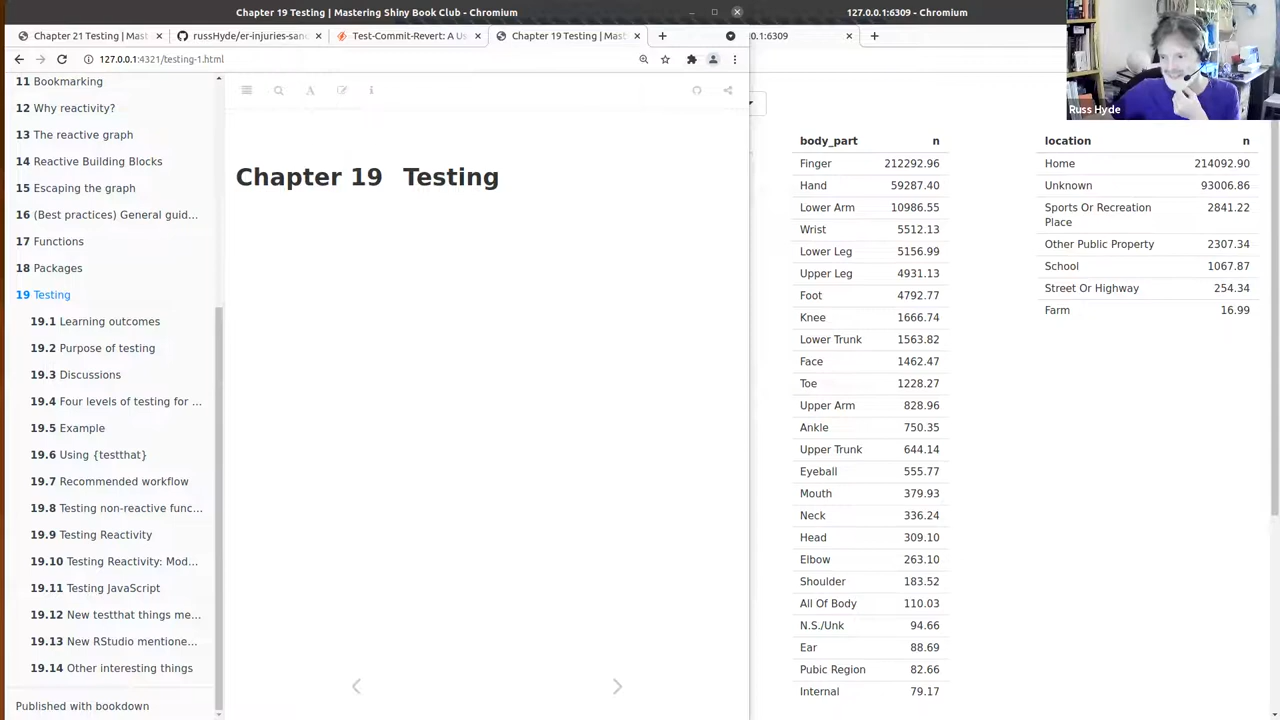 Chapter 19 Testing | Mastering Shiny Book Club - Chromium
127.0.0.1:6309 - Chromium
Chapter 21 Testing | Mast
russHyde/er-injuries-sand
Test-Commit-Revert: A Us
Chapter 19 Testing | Mast
0.1:6309
127.0.0.1:4321/testing-1.html
Russ Hyde
11 Bookmarking
12 Why reactivity?
13 The reactive graph
14 Reactive Building Blocks
15 Escaping the graph
16 (Best practices) General guid...
17 Functions
18 Packages
19 Testing
19.1 Learning outcomes
19.2 Purpose of testing
19.3 Discussions
19.4 Four levels of testing for ...
19.5 Example
19.6 Using {testthat}
19.7 Recommended workflow
19.8 Testing non-reactive func...
19.9 Testing Reactivity
19.10 Testing Reactivity: Mod...
19.11 Testing JavaScript
19.12 New testthat things me...
19.13 New RStudio mentione...
19.14 Other interesting things
Published with bookdown
Chapter 19 Testing
body_part n
Finger 212292.96
Hand 59287.40
Lower Arm 10986.55
Wrist 5512.13
Lower Leg 5156.99
Upper Leg 4931.13
Foot 4792.77
Knee 1666.74
Lower Trunk 1563.82
Face 1462.47
Toe 1228.27
Upper Arm 828.96
Ankle 750.35
Upper Trunk 644.14
Eyeball 555.77
Mouth 379.93
Neck 336.24
Head 309.10
Elbow 263.10
Shoulder 183.52
All Of Body 110.03
N.S./Unk 94.66
Ear 88.69
Pubic Region 82.66
Internal 79.17
location n
Home 214092.90
Unknown 93006.86
Sports Or Recreation 2841.22
Place
Other Public Property 2307.34
School 1067.87
Street Or Highway 254.34
Farm 16.99